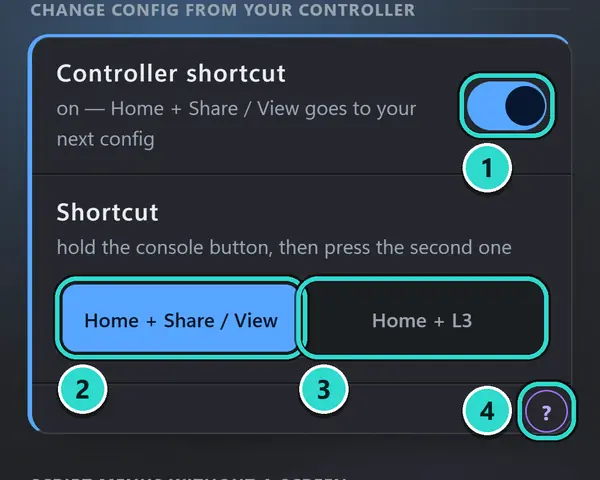 CHANGE CONFIG FROM YOUR CONTROLLER
Controller shortcut
on — Home + Share / View goes to your
next config
1
Shortcut
hold the console button, then press the second one
Home + Share / View
Home + L3
2
3
4
?